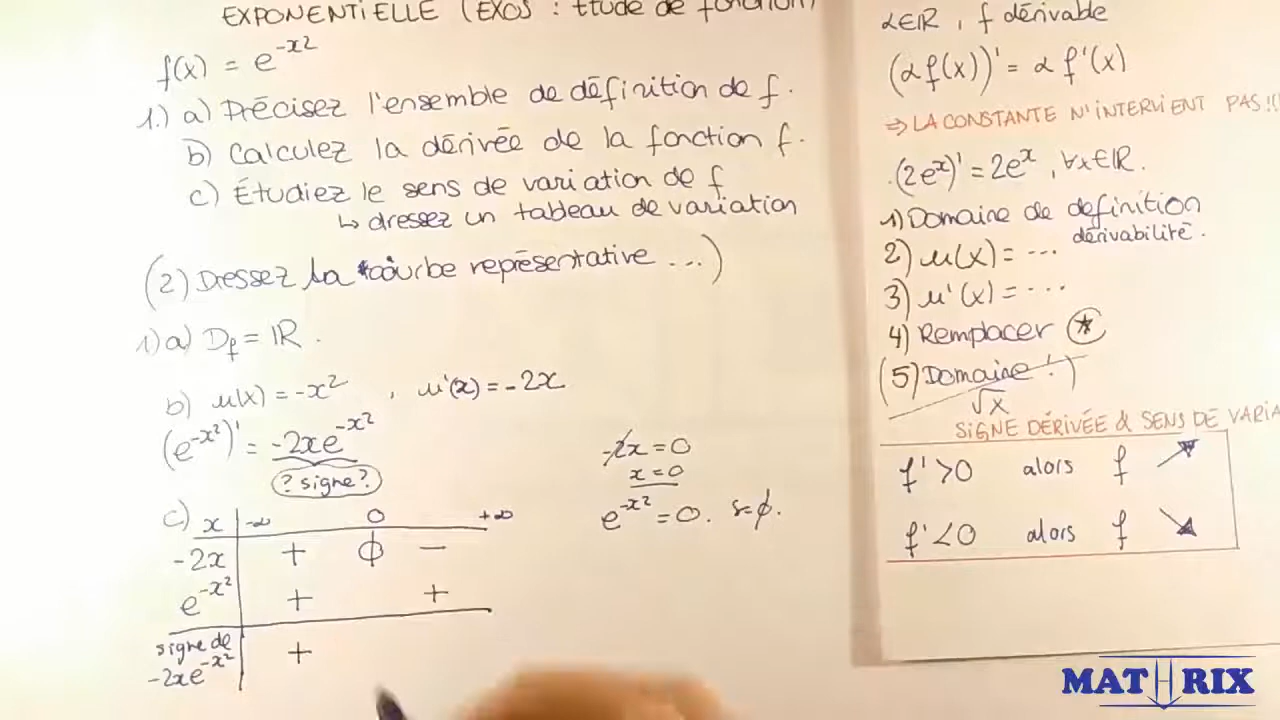 EXPONENTIELLE (EXOS : Étude de fonction)
f(x) = e^{-x²}
1.) a) Précisez l'ensemble de définition de f.
b) Calculez la dérivée de la fonction f.
c) Étudiez le sens de variation de f
↳ dressez un tableau de variation
(2) Dressez la courbe représentative ...)
1) a) D_f = ℝ.
b) u(x) = -x² , u'(x) = -2x
(e^{-x²})' = -2xe^{-x²}
? signe?
-2x = 0
x = 0
e^{-x²} = 0. s=ϕ.
c) x -∞ 0 +∞
-2x + ϕ −
e^{-x²} + +
signe de
-2xe^{-x²} +
α∈ℝ, f dérivable
(αf(x))' = α f'(x)
⇒ LA CONSTANTE N'INTERVIENT PAS!!!
(2e^x)' = 2e^x, ∀x∈ℝ.
1) Domaine de définition
dérivabilité.
2) u(x) = ...
3) u'(x) = ...
4) Remplacer *
(5) Domaine !)
√x
SIGNE DÉRIVÉE & SENS DE VARIA
f' > 0 alors f ↗
f' < 0 alors f ↘
MATHRIX